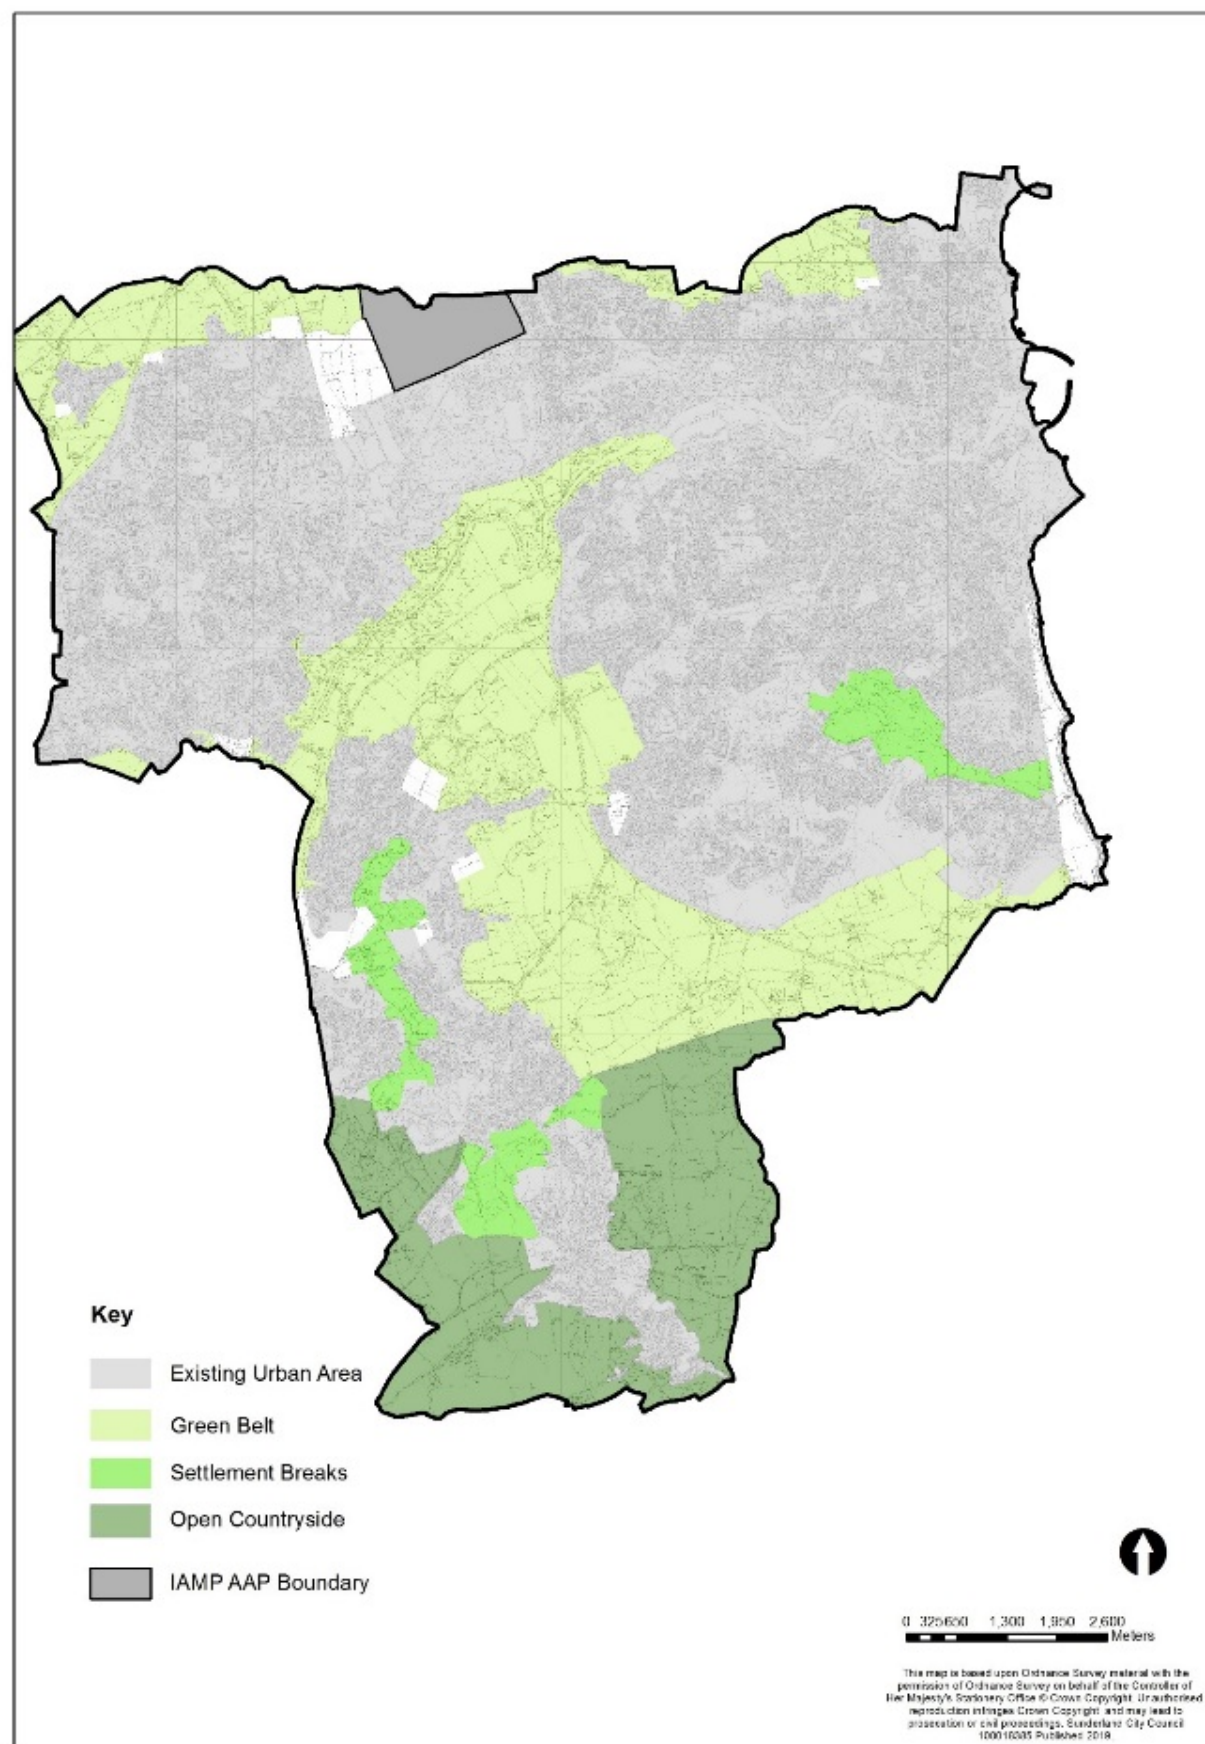 Key
Existing Urban Area
Green Belt
Settlement Breaks
Open Countryside
IAMP AAP Boundary
0 325650 1,300 1,950 2,600
Meters
This map is based upon Ordnance Survey material with the
permission of Ordnance Survey on behalf of the Controller of
Her Majesty's Stationery Office © Crown Copyright. Unauthorised
reproduction infringes Crown Copyright and may lead to
prosecution or civil proceedings. Sunderland City Council
100018385 Published 2019.